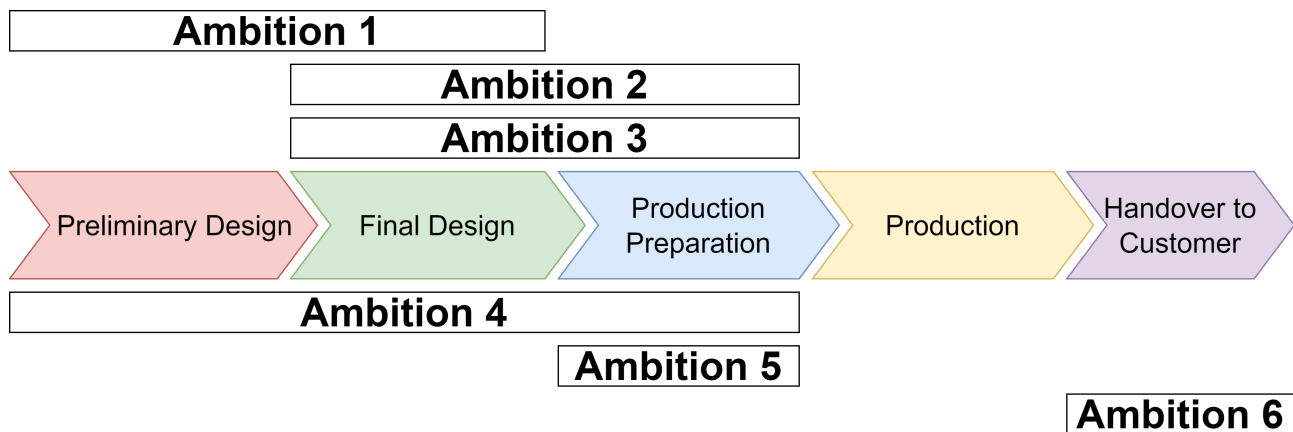 Ambition 1
Ambition 2
Ambition 3
Preliminary Design
Final Design
Production
Preparation
Production
Handover to
Customer
Ambition 4
Ambition 5
Ambition 6